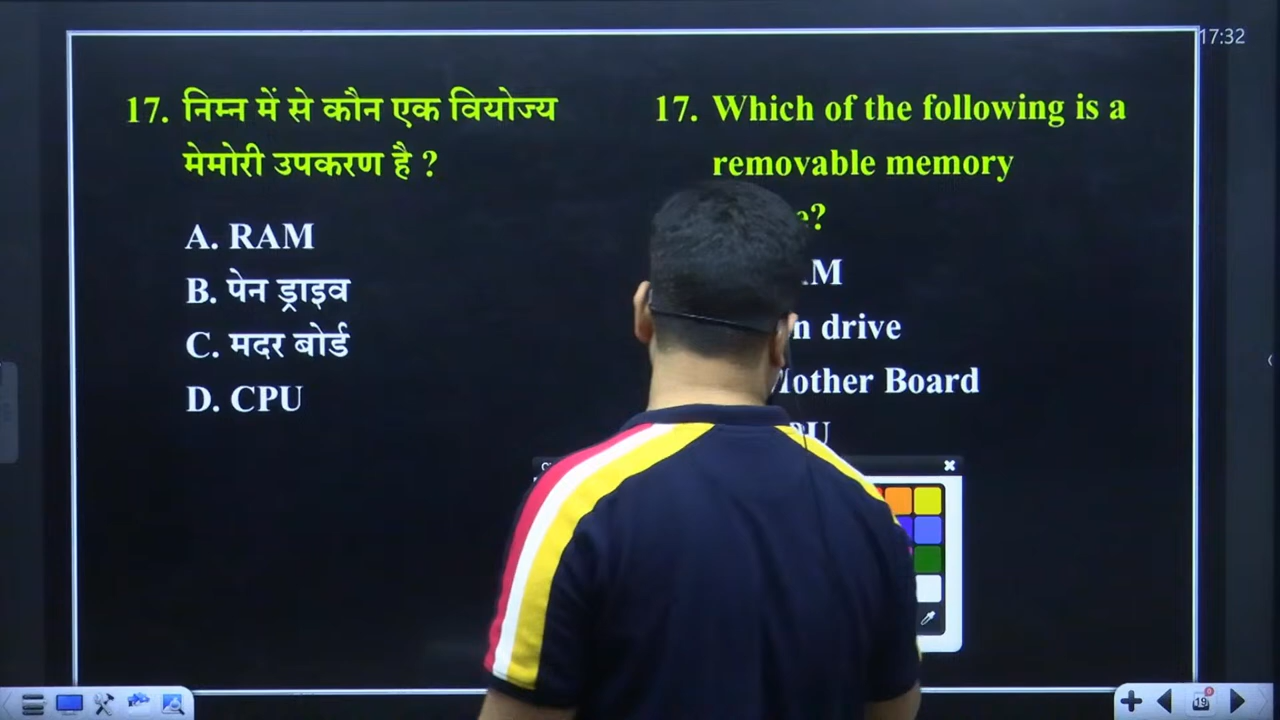 17:32
17. निम्न में से कौन एक वियोज्य
मेमोरी उपकरण है ?
A. RAM
B. पेन ड्राइव
C. मदर बोर्ड
D. CPU
17. Which of the following is a
removable memory
?
drive
Board
19